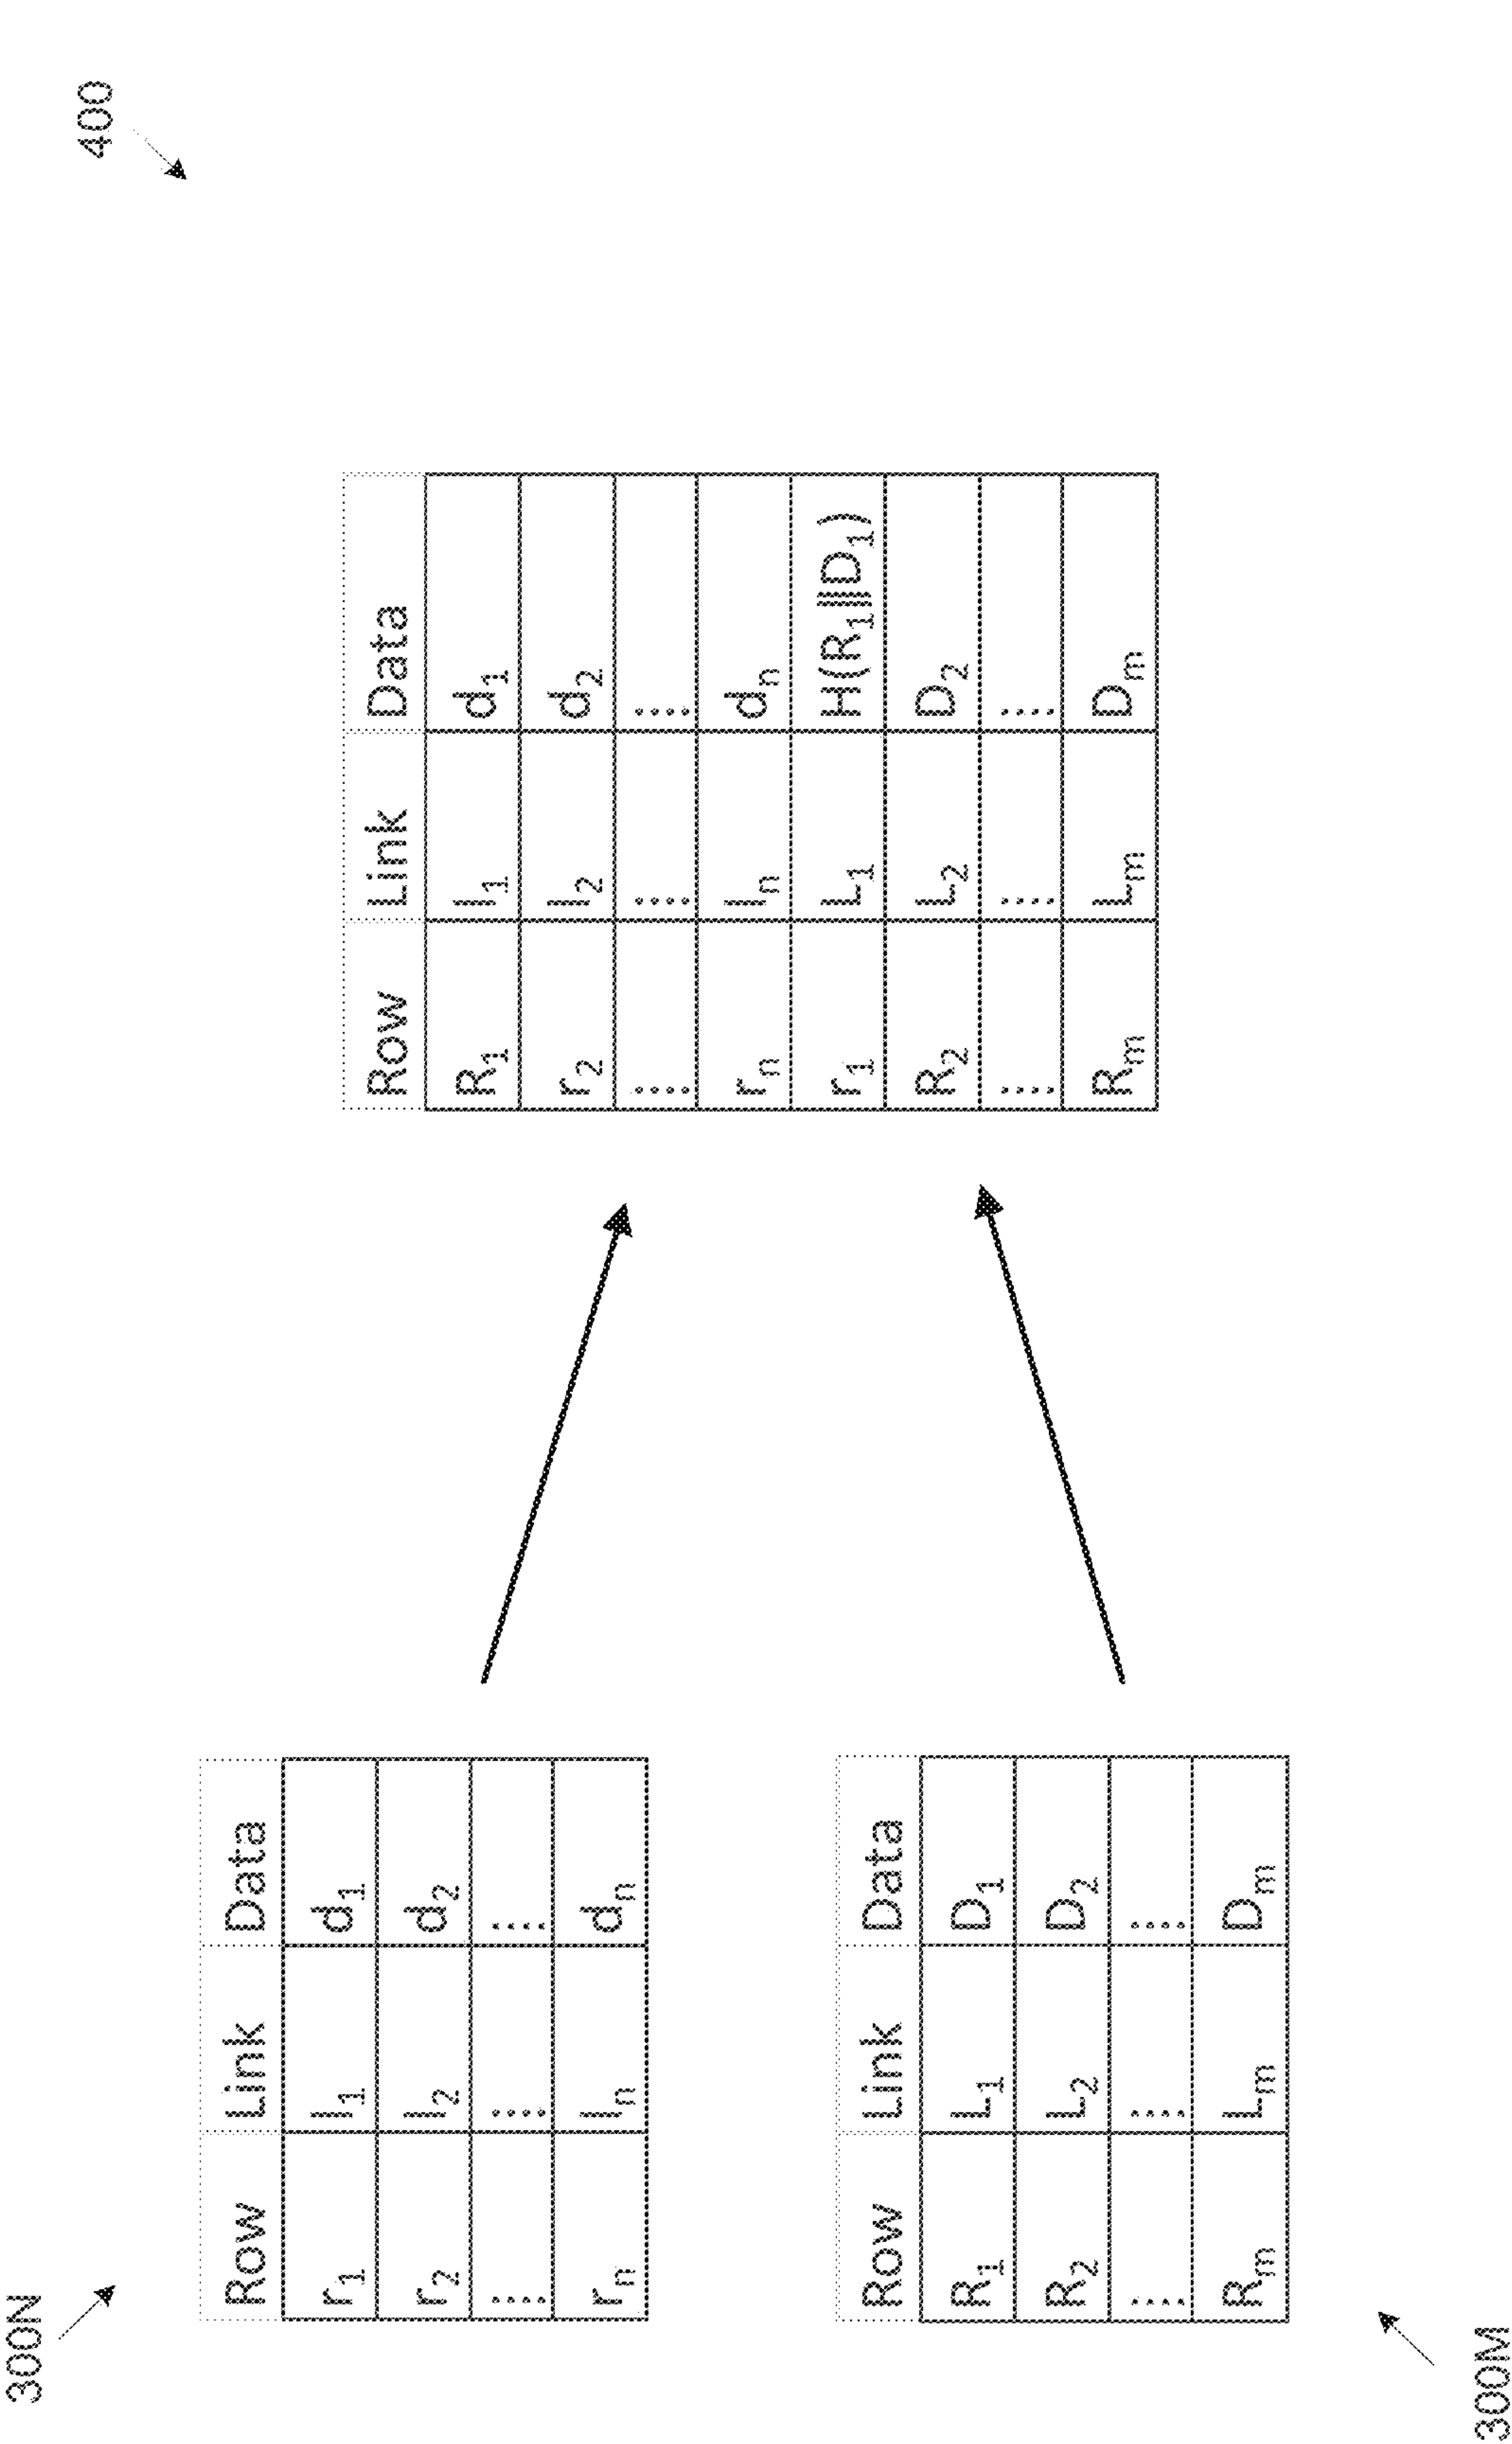 300N
Row Link Data
r₁ l₁ d₁
r₂ l₂ d₂
.... .... ....
rₙ lₙ dₙ
300M
Row Link Data
R₁ L₁ D₁
R₂ L₂ D₂
.... .... ....
Rₘ Lₘ Dₘ
400
Row Link Data
R₁ l₁ d₁
r₂ l₂ d₂
.... .... ....
rₙ lₙ dₙ
r₁ L₁ H(R₁||D₁)
R₂ L₂ D₂
.... .... ....
Rₘ Lₘ Dₘ